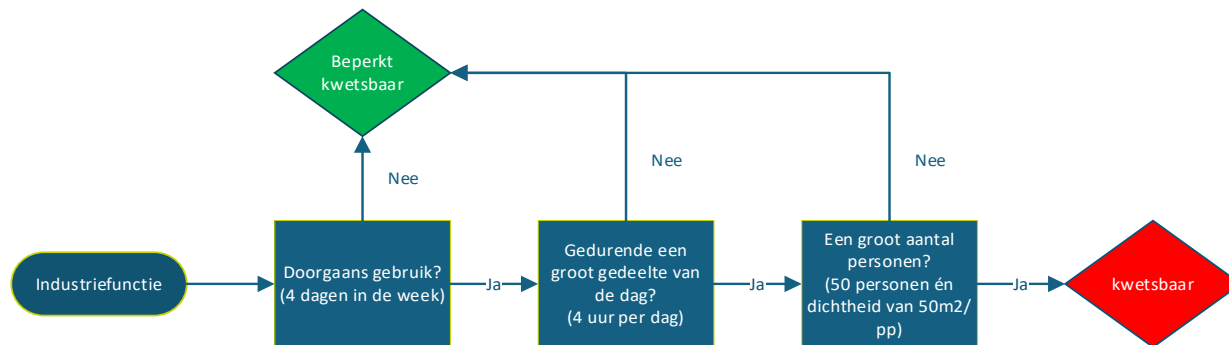 Beperkt
kwetsbaar
Nee
Nee
Nee
Industriefunctie
Doorgaans gebruik?
(4 dagen in de week)
Ja
Gedurende een
groot gedeelte van
de dag?
(4 uur per dag)
Ja
Een groot aantal
personen?
(50 personen én
dichtheid van 50m2/
pp)
Ja
kwetsbaar